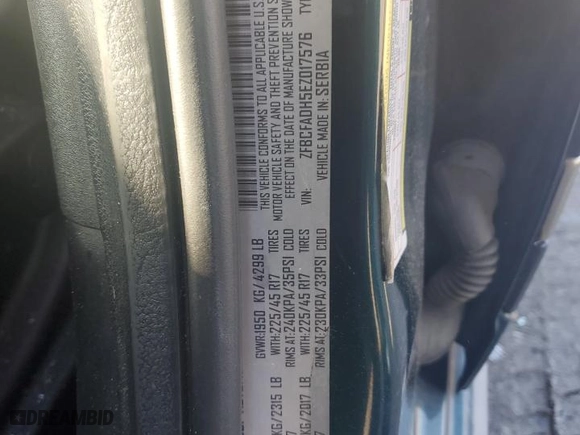 GVWR:1950 KG/ 4299 LB
KG/2315 LB WITH:225/45 R17 TIRES
RIMS AT: 240KPA/35PSI COLD
KG/2017 LB WITH:225/45 R17 TIRES
RIMS AT: 230KPA/33PSI COLD
THIS VEHICLE CONFORMS TO ALL APPLICABLE U.S.
MOTOR VEHICLE SAFETY AND THEFT PREVENTION
EFFECT ON THE DATE OF MANUFACTURE SHOW
VIN: ZFBCFADH5EZ017576 TY
VEHICLE MADE IN: SERBIA
IDREAMBID